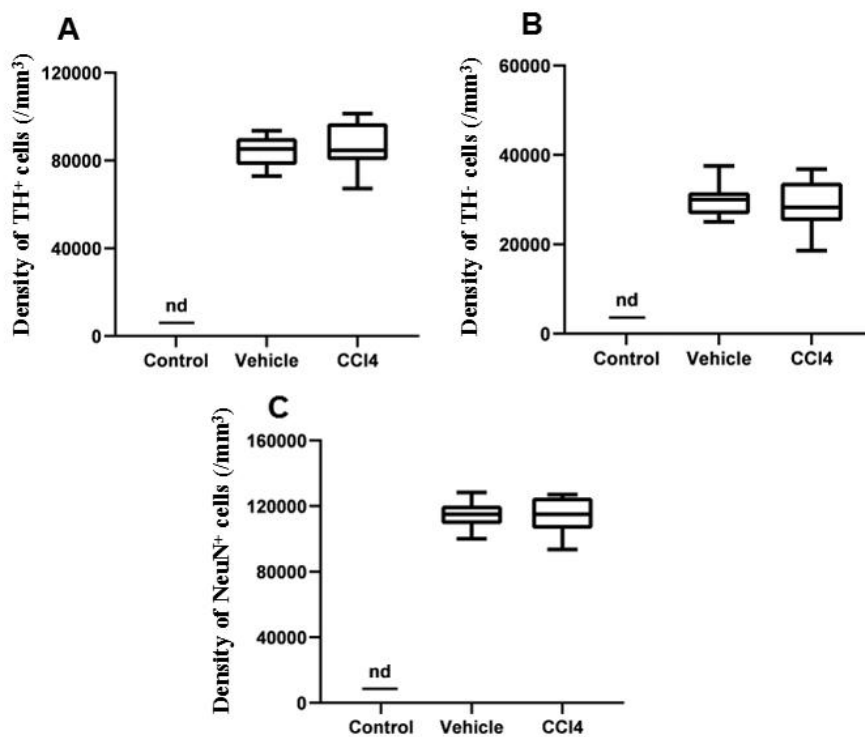 A
Density of TH⁺ cells (/mm³)
120000
80000
40000
0
nd
Control Vehicle CCl4
B
Density of TH⁻ cells (/mm³)
60000
40000
20000
0
nd
Control Vehicle CCl4
C
Density of NeuN⁺ cells (/mm³)
160000
120000
80000
40000
0
nd
Control Vehicle CCl4